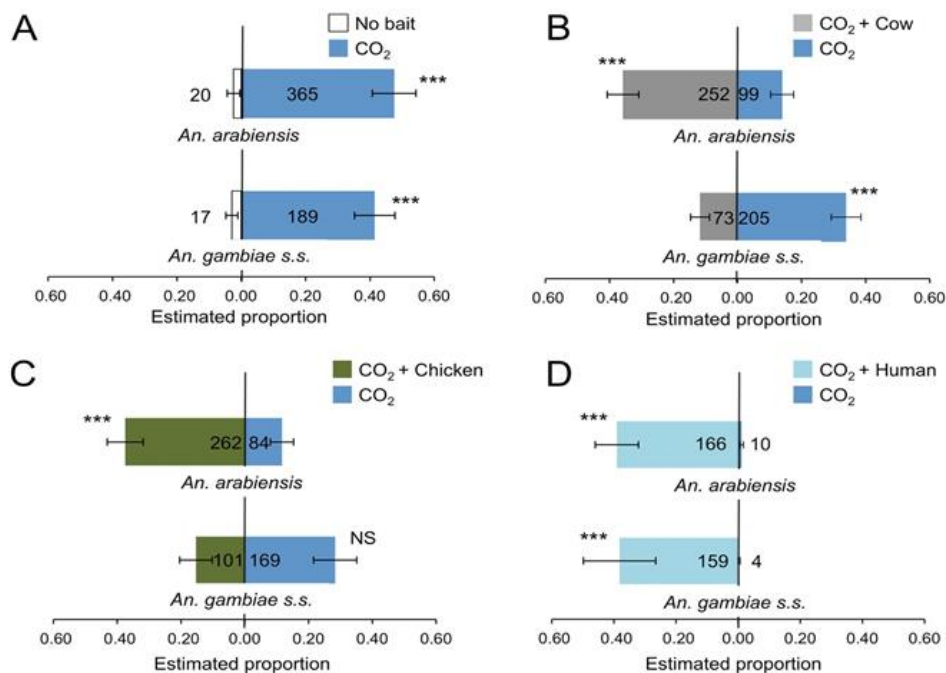 A
No bait
CO₂
20 365 ***
An. arabiensis
17 189 ***
An. gambiae s.s.
0.60 0.40 0.20 0.00 0.20 0.40 0.60
Estimated proportion
B
CO₂ + Cow
CO₂
*** 252 99
An. arabiensis
73 205 ***
An. gambiae s.s.
0.60 0.40 0.20 0.00 0.20 0.40 0.60
Estimated proportion
C
CO₂ + Chicken
CO₂
*** 262 84
An. arabiensis
101 169 NS
An. gambiae s.s.
0.60 0.40 0.20 0.00 0.20 0.40 0.60
Estimated proportion
D
CO₂ + Human
CO₂
*** 166 10
An. arabiensis
*** 159 4
An. gambiae s.s.
0.60 0.40 0.20 0.00 0.20 0.40 0.60
Estimated proportion